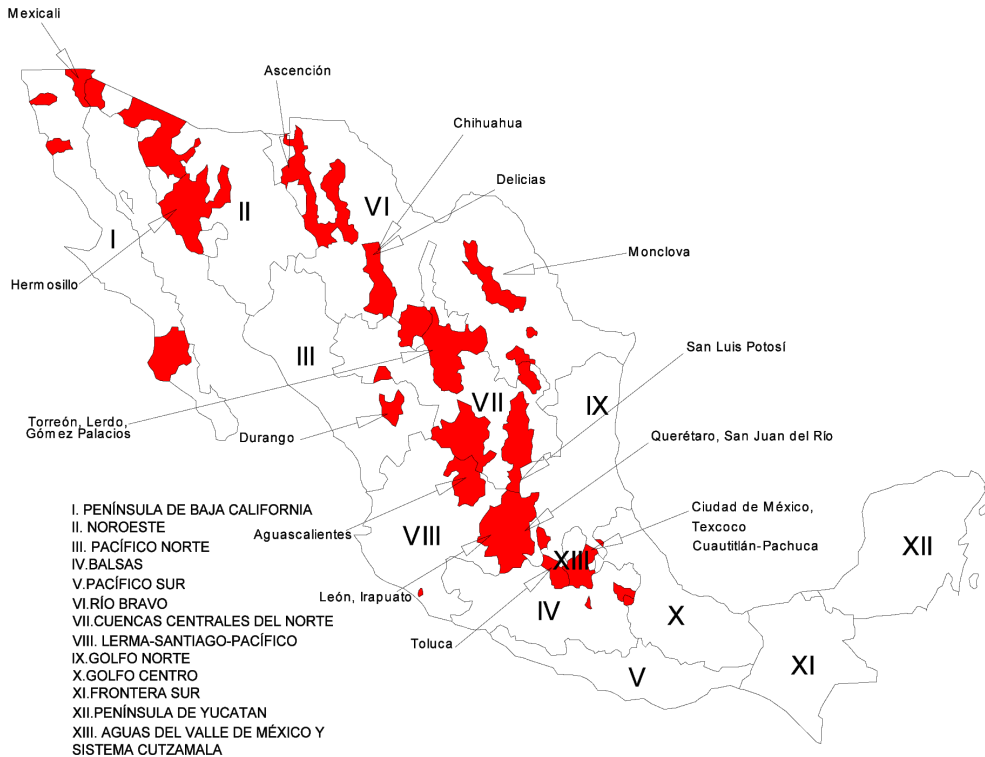 Mexicali
Ascención
Chihuahua
Delicias
VI
I
II
Monclova
Hermosillo
III
San Luis Potosí
VII
IX
Torreón, Lerdo,
Gómez Palacios
Durango
Querétaro, San Juan del Río
I. PENÍNSULA DE BAJA CALIFORNIA
II. NOROESTE
III. PACÍFICO NORTE
IV.BALSAS
V.PACÍFICO SUR
VI.RÍO BRAVO
VII.CUENCAS CENTRALES DEL NORTE
VIII. LERMA-SANTIAGO-PACÍFICO
IX.GOLFO NORTE
X.GOLFO CENTRO
XI.FRONTERA SUR
XII.PENÍNSULA DE YUCATAN
XIII. AGUAS DEL VALLE DE MÉXICO Y
SISTEMA CUTZAMALA
Aguascalientes
VIII
Ciudad de México,
Texcoco
Cuautitlán-Pachuca
XII
XIII
León, Irapuato
IV
X
Toluca
V
XI